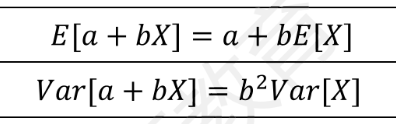 E[a + bX] = a + bE[X]
Var[a + bX] = b²Var[X]